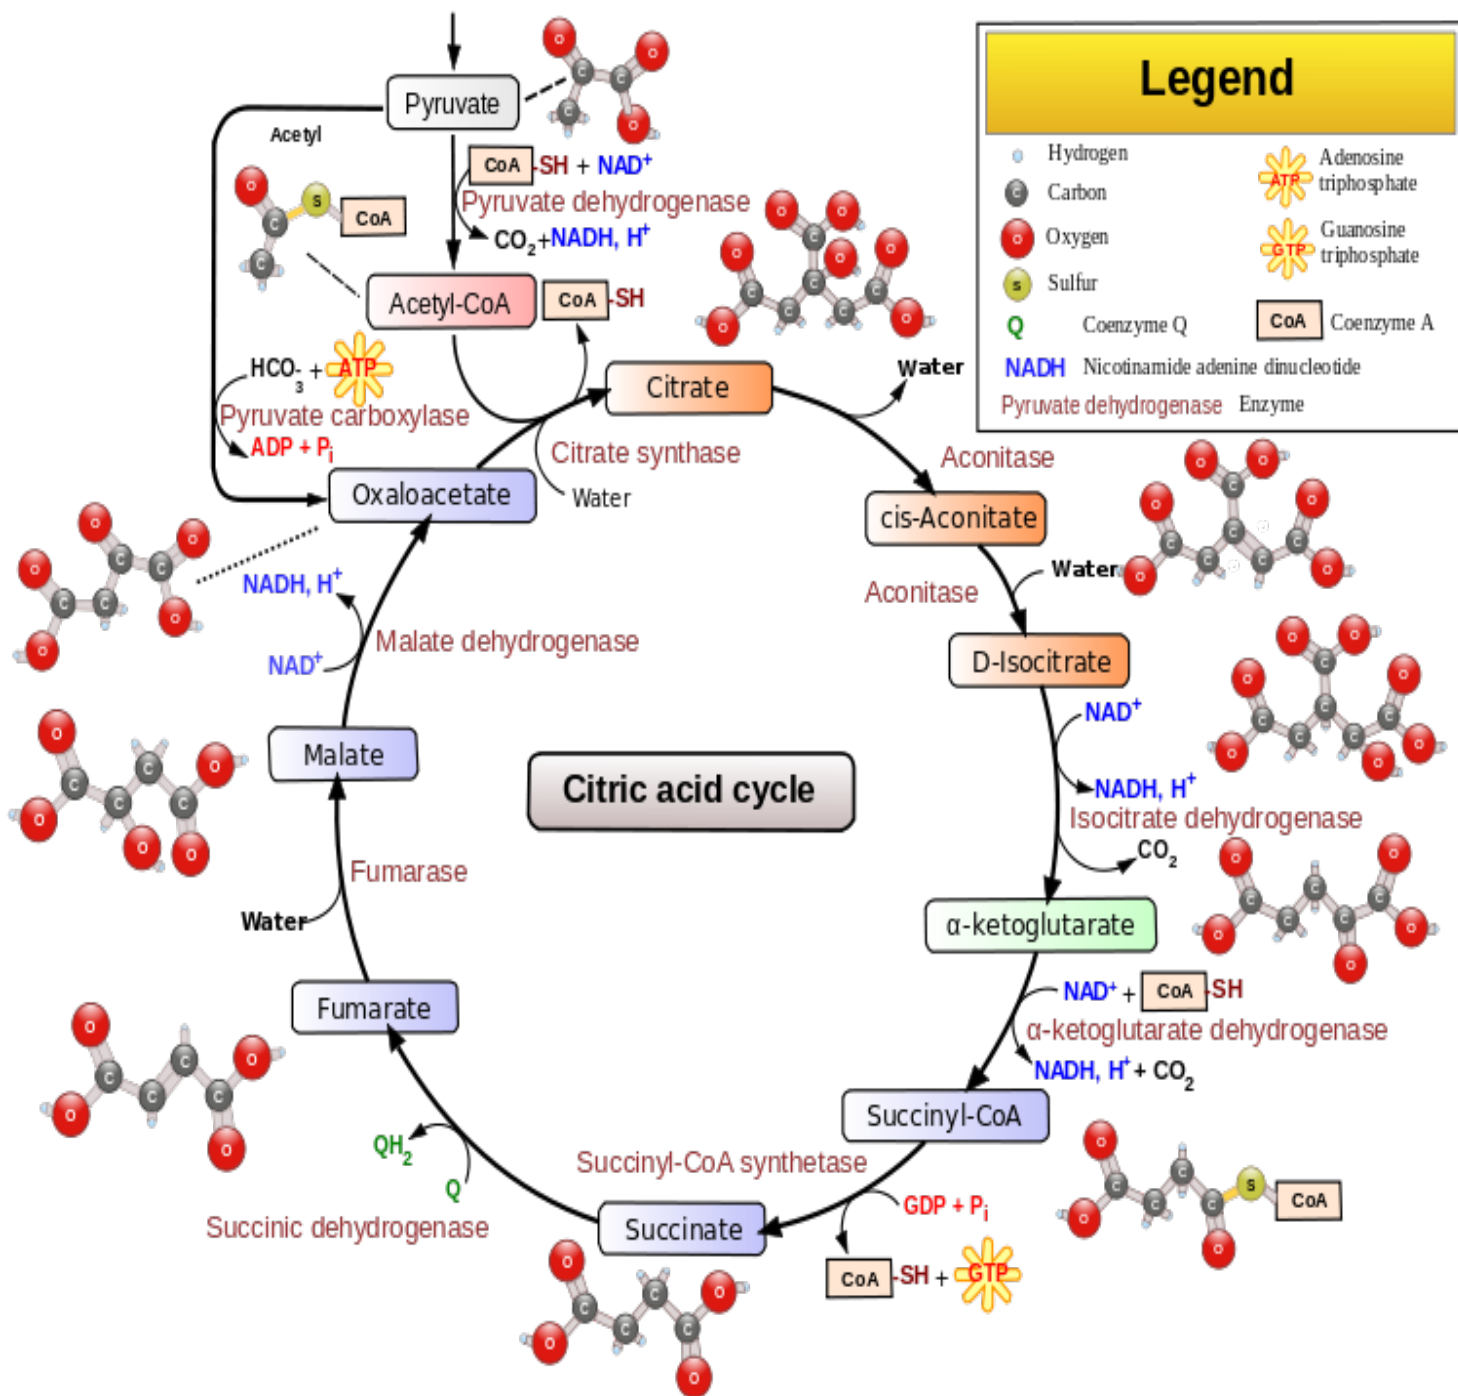 Legend
Hydrogen
Carbon
Oxygen
S Sulfur
Q Coenzyme Q
NADH Nicotinamide adenine dinucleotide
Pyruvate dehydrogenase Enzyme
ATP Adenosine
triphosphate
GTP Guanosine
triphosphate
CoA Coenzyme A
Pyruvate
Acetyl
S CoA
CoA-SH + NAD+
Pyruvate dehydrogenase
CO2+NADH, H+
Acetyl-CoA
CoA-SH
HCO3- + ATP
Pyruvate carboxylase
ADP + Pi
Oxaloacetate
Citrate synthase
Water
Citrate
Water
Aconitase
cis-Aconitate
Water
Aconitase
D-Isocitrate
NAD+
NADH, H+
Isocitrate dehydrogenase
CO2
α-ketoglutarate
NAD+ + CoA-SH
α-ketoglutarate dehydrogenase
NADH, H+ + CO2
Succinyl-CoA
S CoA
Succinyl-CoA synthetase
GDP + Pi
CoA-SH + GTP
Succinate
Q
QH2
Succinic dehydrogenase
Fumarate
Water
Fumarase
Malate
NAD+
Malate dehydrogenase
NADH, H+
Citric acid cycle